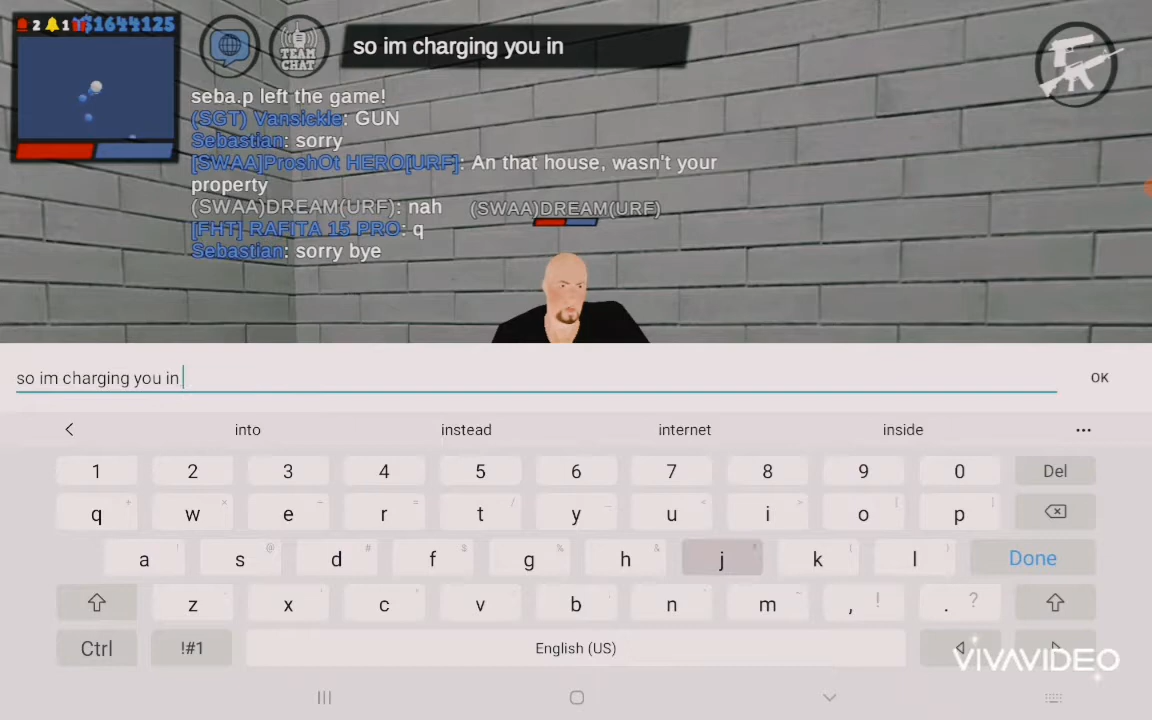 2 1 $1644125
TEAM CHAT
so im charging you in
seba.p left the game!
(SGT) Vansickle: GUN
Sebastian: sorry
[SWAA]ProshOt HERO[URF]: An that house, wasn't your
property
(SWAA)DREAM(URF): nah (SWAA)DREAM(URF)
[FHT] RAFITA 15 PRO: q
Sebastian: sorry bye
so im charging you in OK
into instead internet inside ...
1 2 3 4 5 6 7 8 9 0 Del
q w e r t y u i o p
a s d f g h j k l Done
z x c v b n m , ! . ?
Ctrl !#1 English (US)
VIVAVIDEO